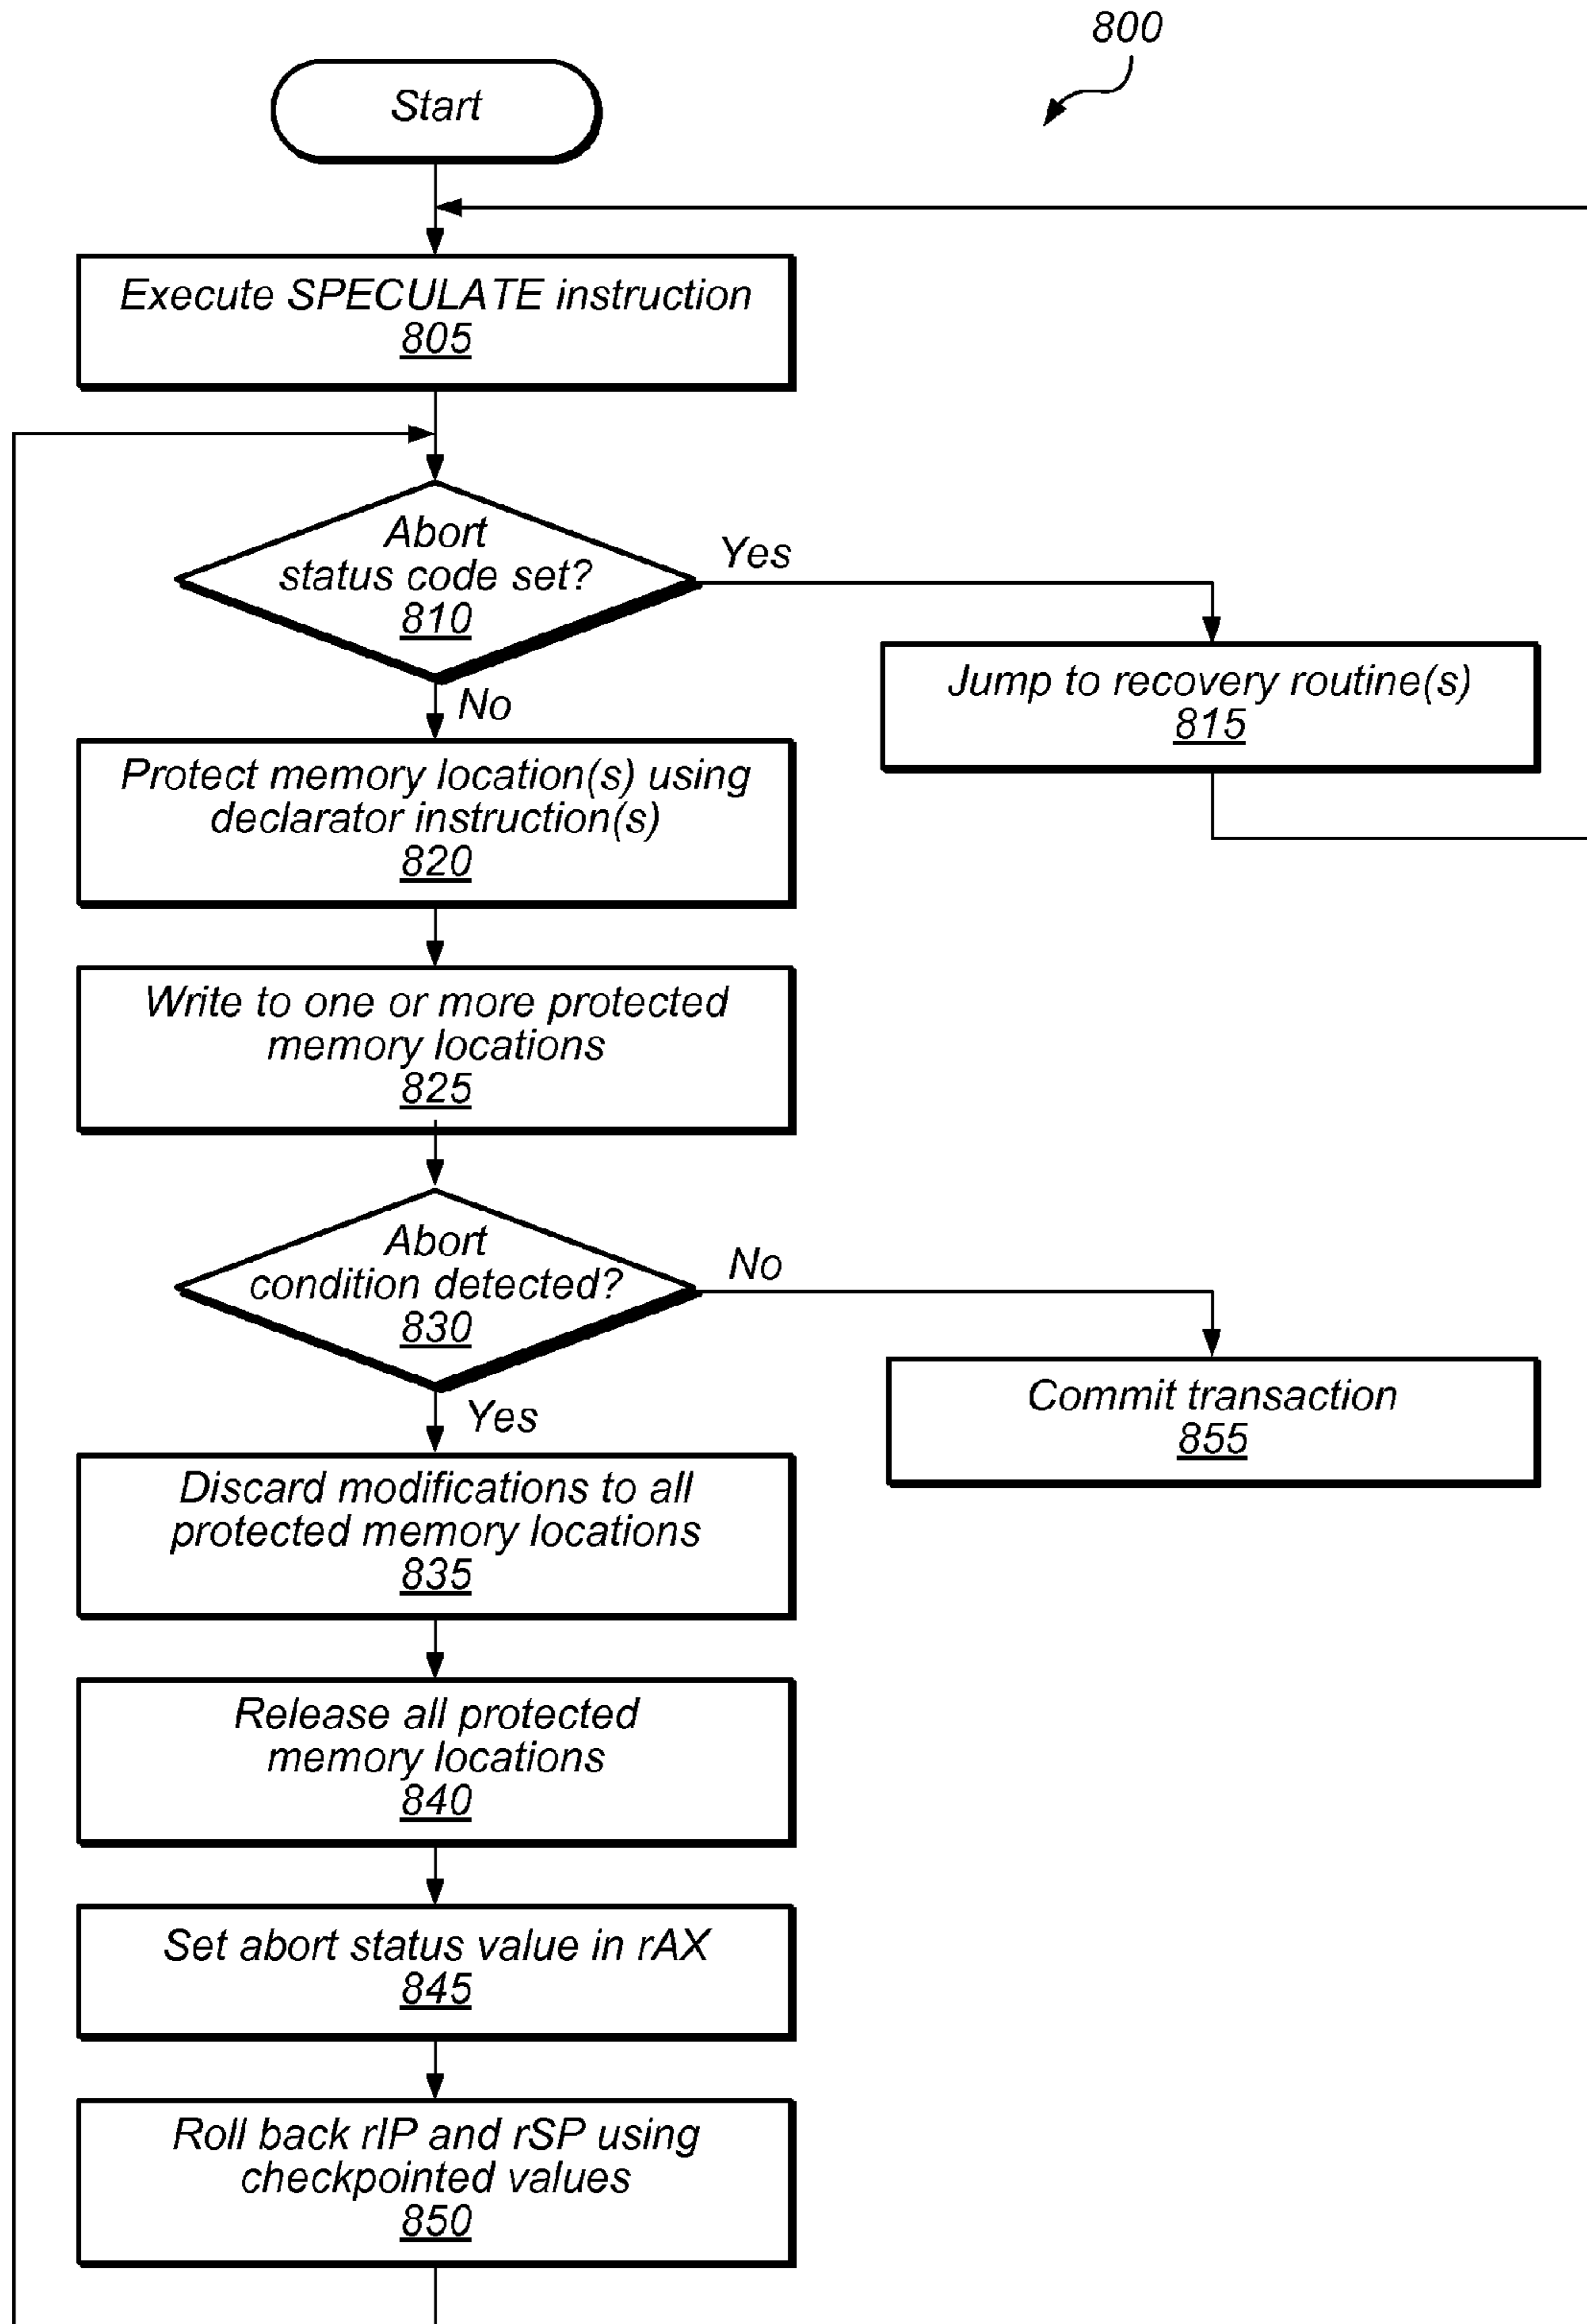 800
Start
Execute SPECULATE instruction
805
Abort
status code set?
810
Yes
No
Jump to recovery routine(s)
815
Protect memory location(s) using
declarator instruction(s)
820
Write to one or more protected
memory locations
825
Abort
condition detected?
830
No
Yes
Commit transaction
855
Discard modifications to all
protected memory locations
835
Release all protected
memory locations
840
Set abort status value in rAX
845
Roll back rIP and rSP using
checkpointed values
850